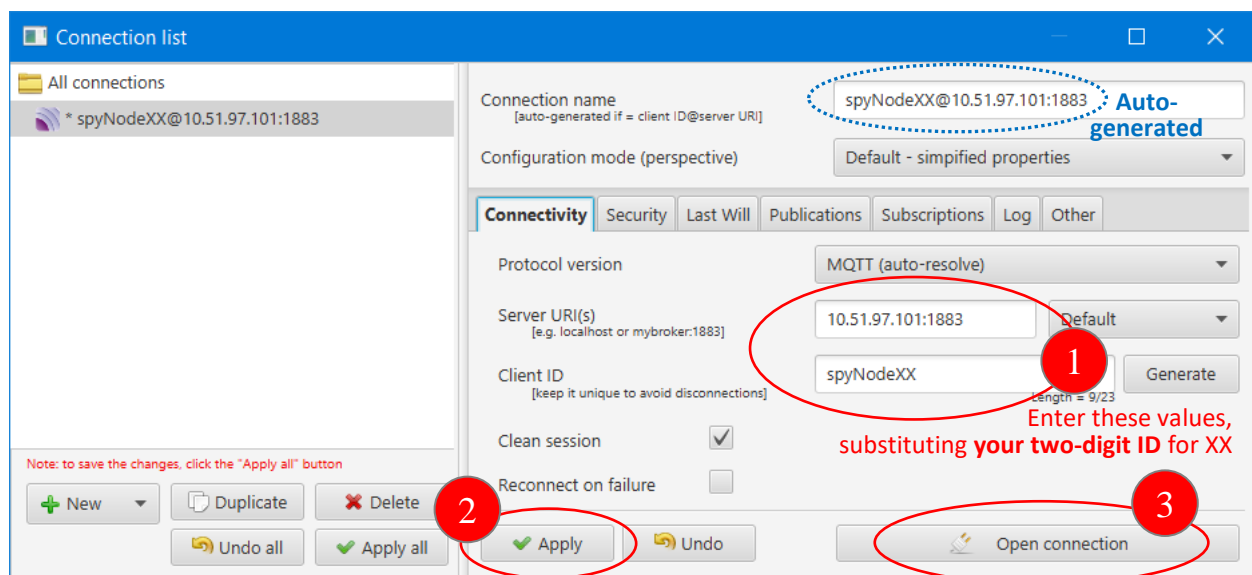 Connection list
All connections
* spyNodeXX@10.51.97.101:1883
Note: to save the changes, click the "Apply all" button
New
Duplicate
Delete
Undo all
Apply all
Connection name
[auto-generated if = client ID@server URI]
spyNodeXX@10.51.97.101:1883
Auto-
generated
Configuration mode (perspective)
Default - simpified properties
Connectivity Security Last Will Publications Subscriptions Log Other
Protocol version
MQTT (auto-resolve)
Server URI(s)
[e.g. localhost or mybroker:1883]
10.51.97.101:1883
Default
1
Client ID
[keep it unique to avoid disconnections]
spyNodeXX
Generate
Length = 9/23
Enter these values,
substituting your two-digit ID for XX
Clean session
Reconnect on failure
2
Apply
Undo
3
Open connection